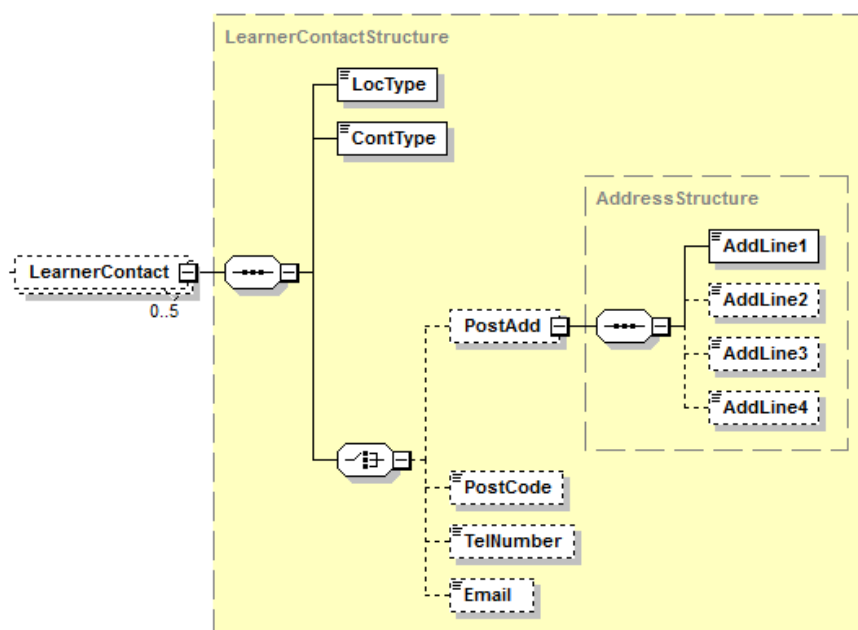 LearnerContactStructure
LocType
ContType
AddressStructure
AddLine1
LearnerContact
AddLine2
0..5
PostAdd
AddLine3
AddLine4
PostCode
TelNumber
Email